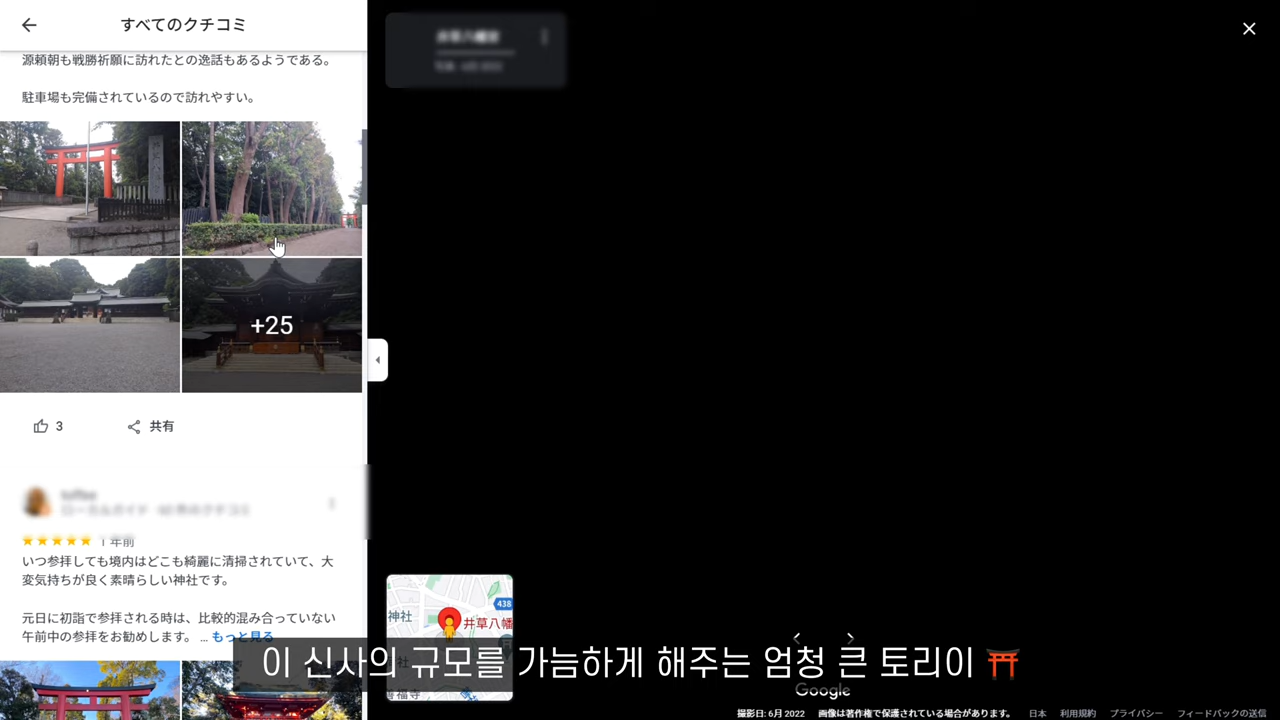 すべてのクチコミ
源頼朝も戦勝祈願に訪れたとの逸話もあるようである。
駐車場も完備されているので訪れやすい。
+25
3
共有
1 年前
いつ参拝しても境内はどこも綺麗に清掃されていて、大
変気持ちが良く素晴らしい神社です。
元日に初詣で参拝される時は、比較的混み合っていない
午前中の参拝をお勧めします。 ... もっと見る
438
神社
井草八幡
이 신사의 규모를 가늠하게 해주는 엄청 큰 토리이 ⛩
善福寺
Google
撮影日: 6月 2022
画像は著作権で保護されている場合があります。
日本
利用規約
プライバシー
フィードバックの送信